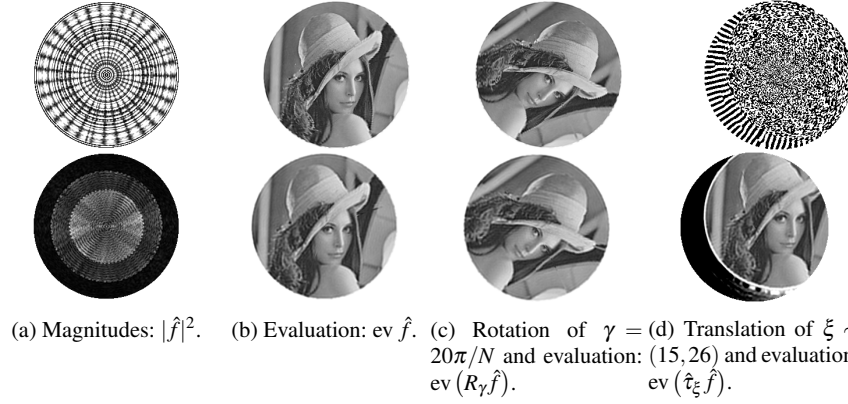 (a) Magnitudes: |f̂|².
(b) Evaluation: ev f̂.
(c) Rotation of γ =
20π/N and evaluation:
ev (R_γ f̂).
(d) Translation of ξ ~
(15,26) and evaluation
ev (τ̂_ξ f̂).